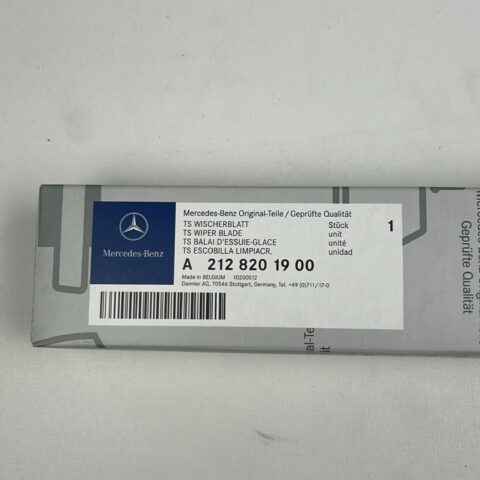 Mercedes-Benz
Mercedes-Benz Original-Teile / Geprüfte Qualität
TS WISCHERBLATT Stück 1
TS WIPER BLADE unit
TS BALAI D'ESSUIE-GLACE unité
TS ESCOBILLA LIMPIACR. unidad
A 212 820 19 00
Made in BELGIUM 10200012
Daimler AG, 70546 Stuttgart, Germany, Tel. +49 (0)711/17-0
Geprüfte Qualität